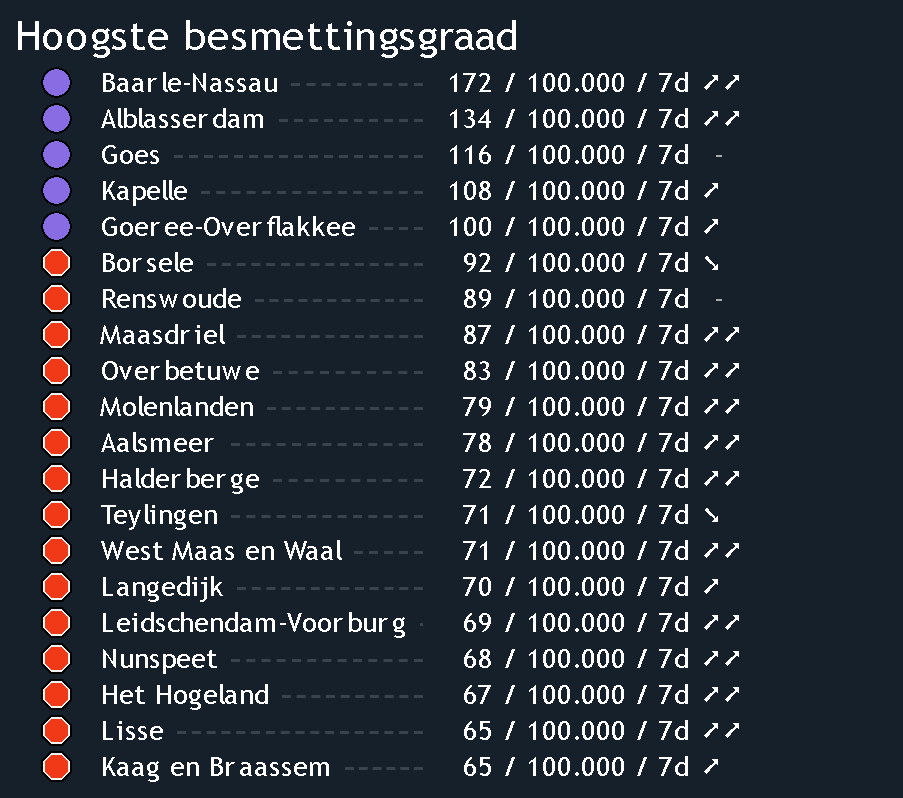 Hoogste besmettingsgraad
Baarle-Nassau 172 / 100.000 / 7d ↗↗
Alblasserdam 134 / 100.000 / 7d ↗↗
Goes 116 / 100.000 / 7d -
Kapelle 108 / 100.000 / 7d ↗
Goeree-Overflakkee 100 / 100.000 / 7d ↗
Borsele 92 / 100.000 / 7d ↘
Renswoude 89 / 100.000 / 7d -
Maasdriel 87 / 100.000 / 7d ↗↗
Overbetuwe 83 / 100.000 / 7d ↗↗
Molenlanden 79 / 100.000 / 7d ↗↗
Aalsmeer 78 / 100.000 / 7d ↗↗
Halderberge 72 / 100.000 / 7d ↗↗
Teylingen 71 / 100.000 / 7d ↘
West Maas en Waal 71 / 100.000 / 7d ↗↗
Langedijk 70 / 100.000 / 7d ↗
Leidschendam-Voorburg 69 / 100.000 / 7d ↗↗
Nunspeet 68 / 100.000 / 7d ↗↗
Het Hogeland 67 / 100.000 / 7d ↗↗
Lisse 65 / 100.000 / 7d ↗↗
Kaag en Braassem 65 / 100.000 / 7d ↗